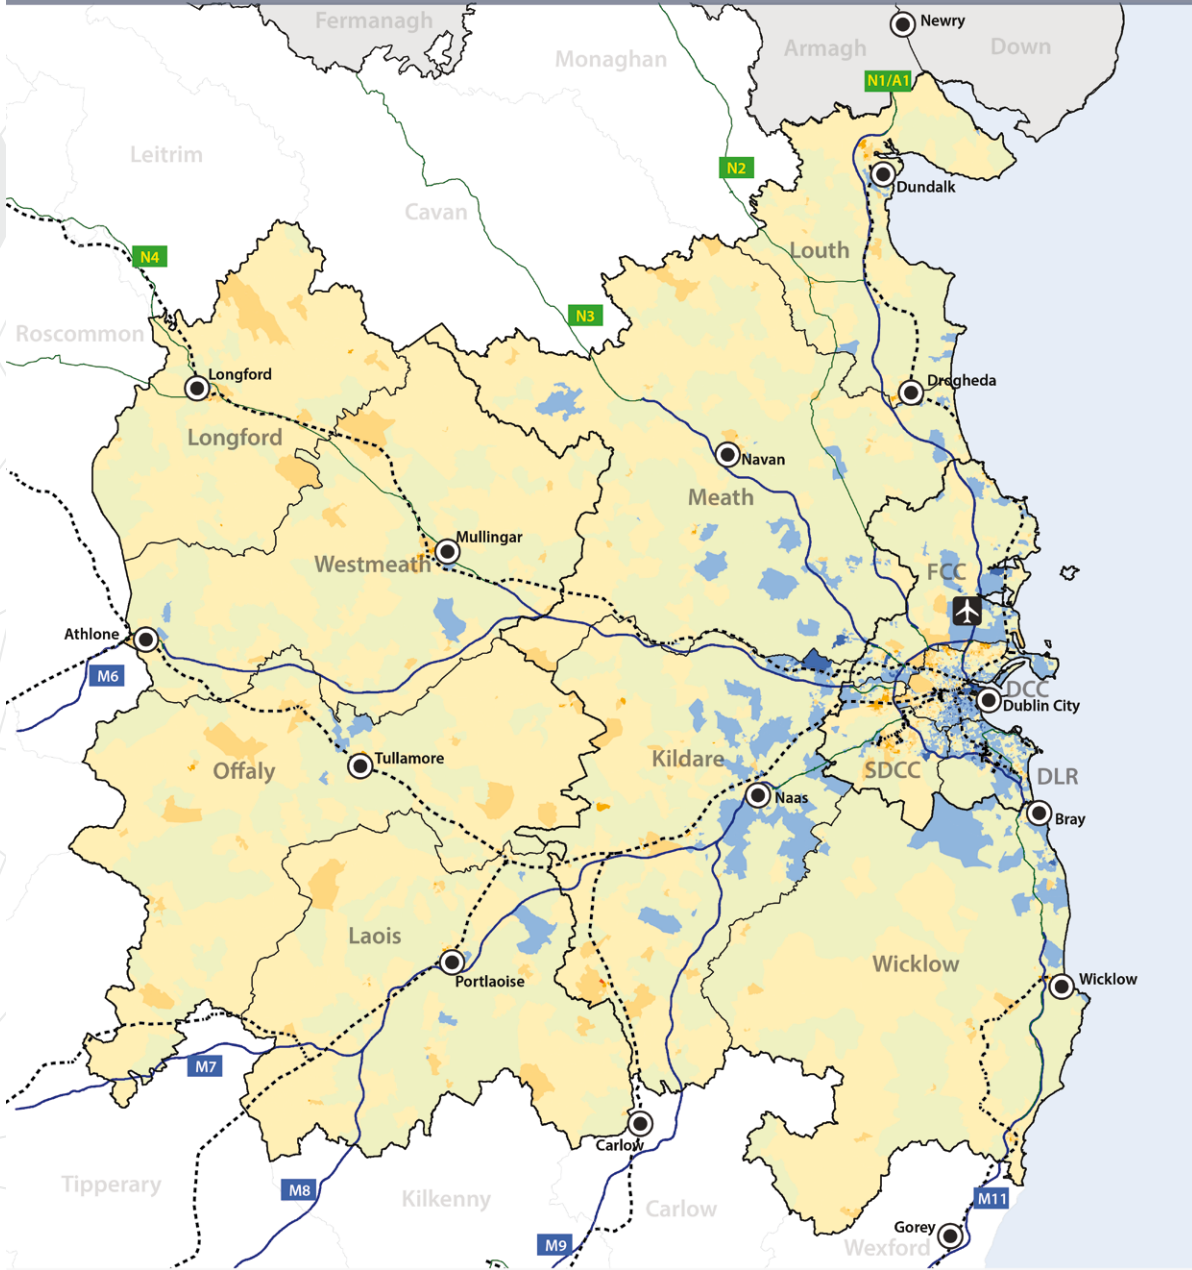 Fermanagh
Newry
Armagh
Down
Monaghan
N1/A1
Leitrim
N2
Dundalk
Cavan
Louth
N4
N3
Roscommon
Longford
Drogheda
Longford
Navan
Meath
Mullingar
Westmeath
FCC
Athlone
M6
DCC
Dublin City
Tullamore
Kildare
Offaly
SDCC
DLR
Naas
Bray
Laois
Wicklow
Portlaoise
Wicklow
M7
Carlow
Tipperary
M8
Kilkenny
Carlow
M11
Gorey
M9
Wexford